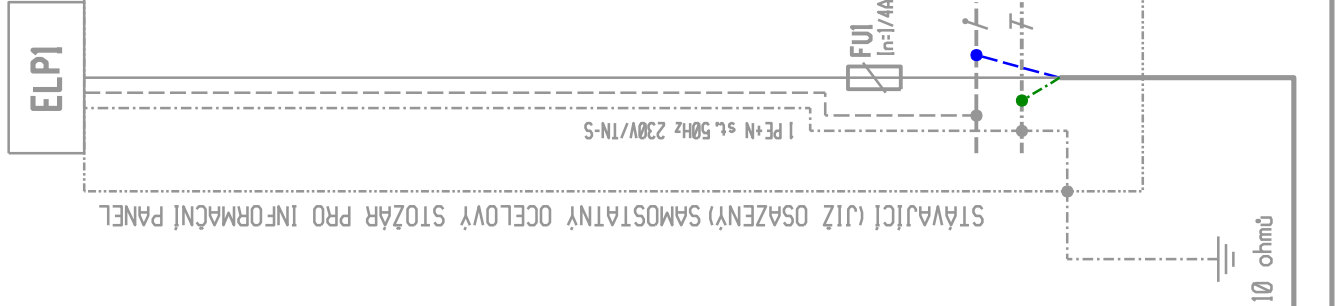 ELP1
FU1
In=1/4A
1 PE+N st. 50Hz 230V/TN-S
STÁVAJÍCÍ (JIŽ OSAZENÝ) SAMOSTATNÝ OCELOVÝ STOŽÁR PRO INFORMAČNÍ PANEL
10 ohmů